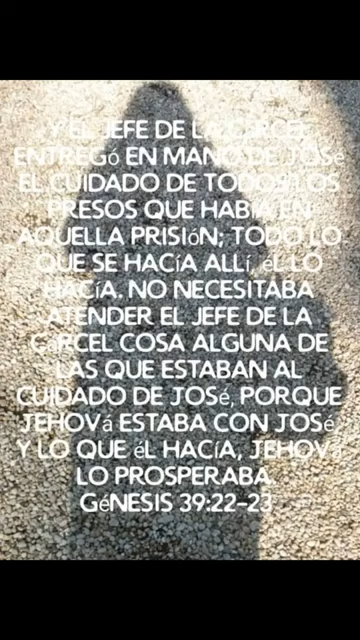 Y EL JEFE DE LA CÁRCEL
ENTREGó EN MANO DE JOSé
EL CUIDADO DE TODOS LOS
PRESOS QUE HABíA EN
AQUELLA PRISIóN; TODO LO
QUE SE HACíA ALLí, éL LO
HACíA. NO NECESITABA
ATENDER EL JEFE DE LA
CáRCEL COSA ALGUNA DE
LAS QUE ESTABAN AL
CUIDADO DE JOSé, PORQUE
JEHOVá ESTABA CON JOSé,
Y LO QUE éL HACíA, JEHOVá
LO PROSPERABA.
GéNESIS 39:22-23